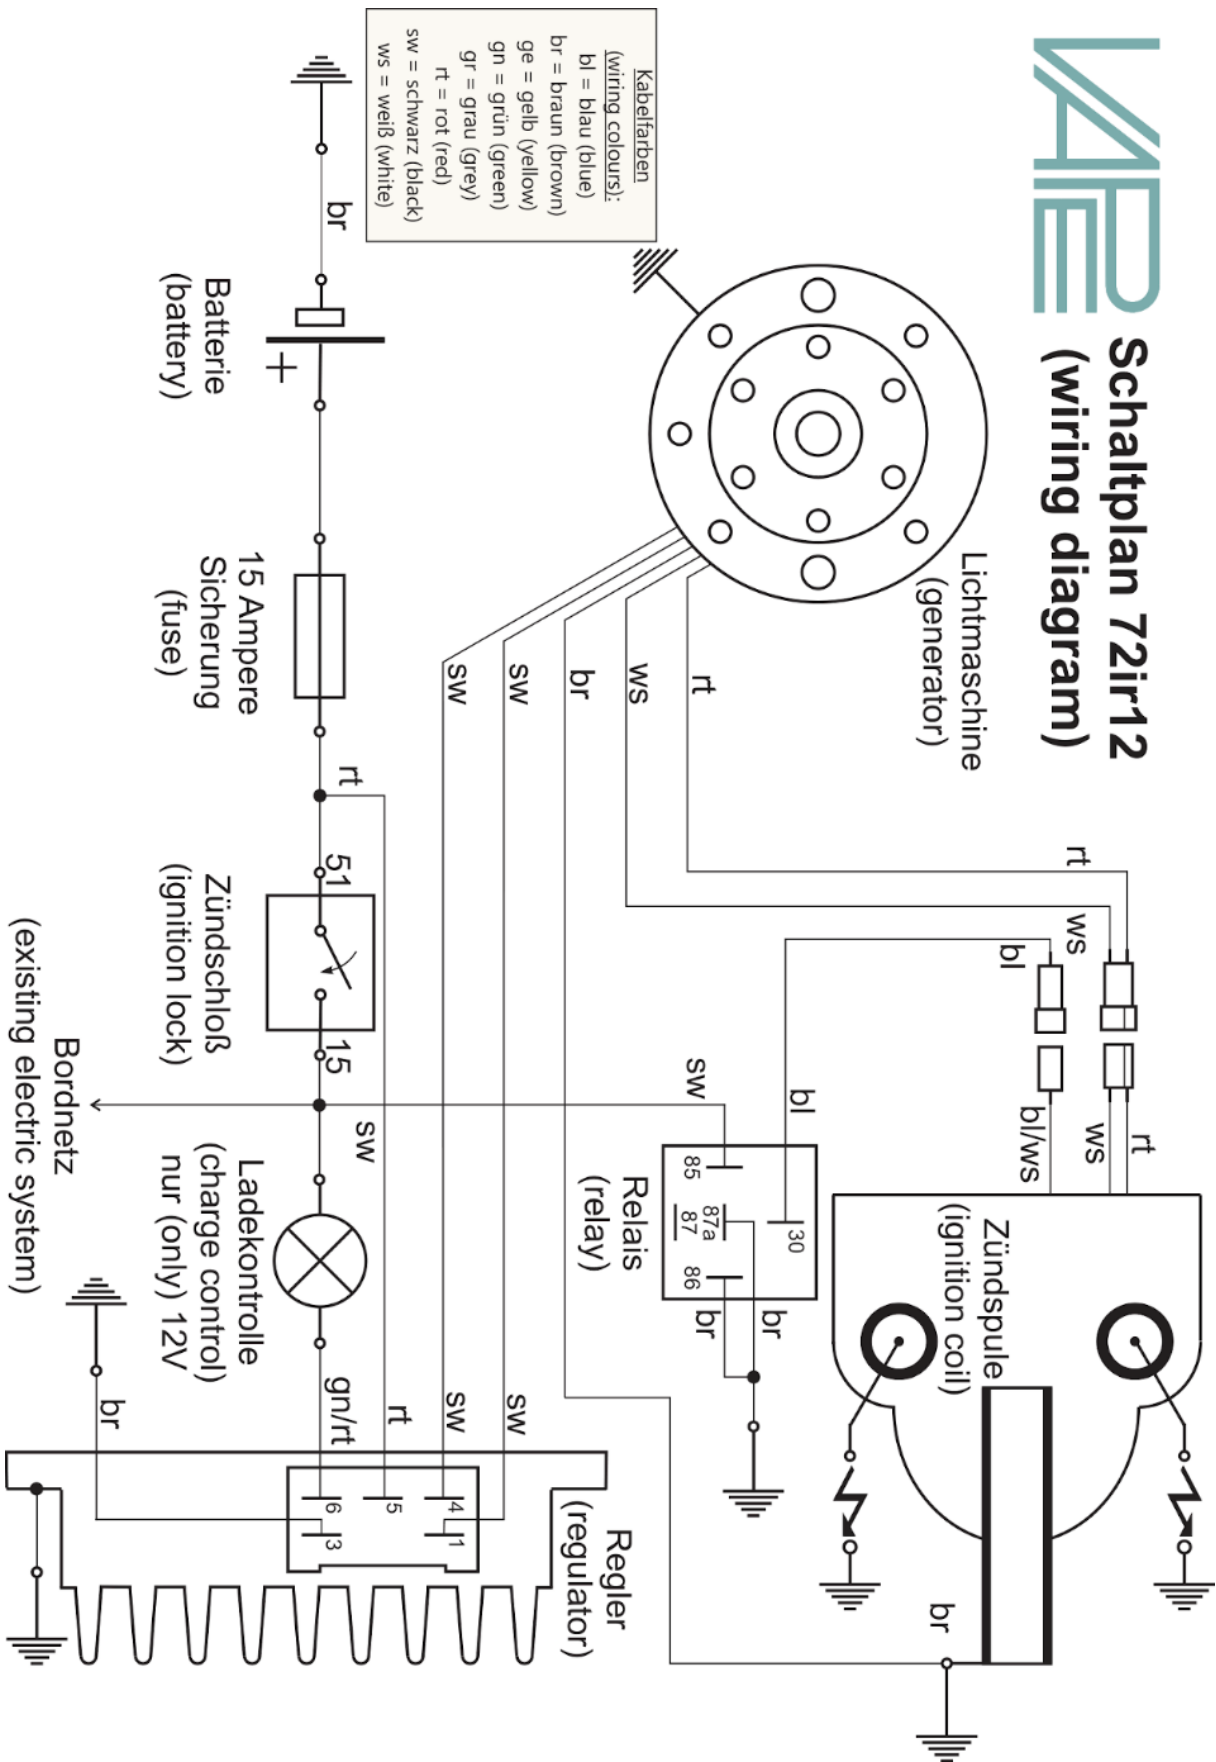 VAPE
Schaltplan 72ir12
(wiring diagram)
Kabelfarben
(wiring colours):
bl = blau (blue)
br = braun (brown)
ge = gelb (yellow)
gn = grün (green)
gr = grau (grey)
rt = rot (red)
sw = schwarz (black)
ws = weiß (white)
Lichtmaschine
(generator)
rt
ws
br
sw
sw
rt
ws
bl
rt
ws
bl/ws
Zündspule
(ignition coil)
br
bl
sw
30
85
87a
87
86
Relais
(relay)
br
br
br
Batterie
(battery)
+
15 Ampere
Sicherung
(fuse)
rt
51
15
Zündschloß
(ignition lock)
sw
Bordnetz
(existing electric system)
Ladekontrolle
(charge control)
nur (only) 12V
gn/rt
rt
sw
sw
br
4
1
5
6
3
Regler
(regulator)